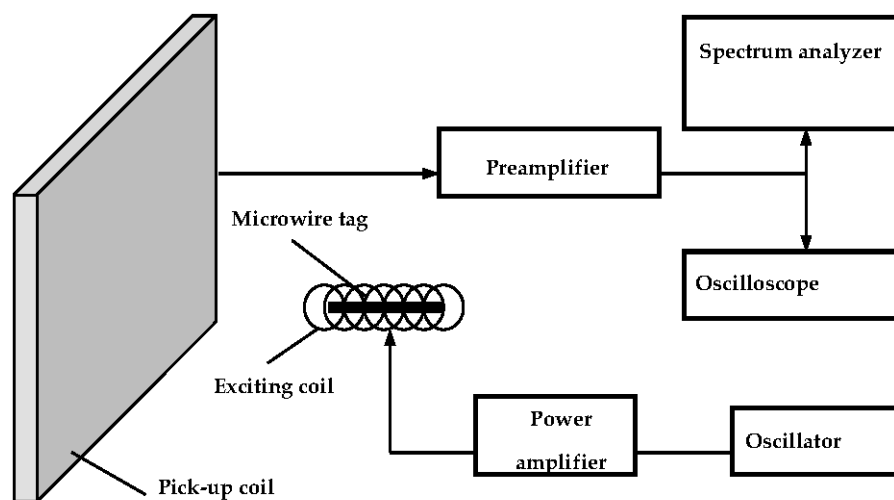 Spectrum analyzer
Preamplifier
Microwire tag
Oscilloscope
Exciting coil
Power
amplifier
Oscillator
Pick-up coil